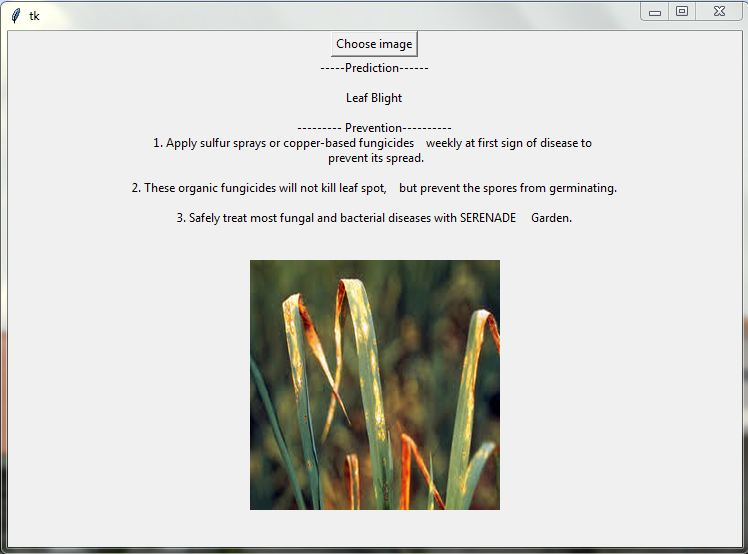 tk
Choose image
-----Prediction------
Leaf Blight
--------- Prevention----------
1. Apply sulfur sprays or copper-based fungicides    weekly at first sign of disease to
prevent its spread.
2. These organic fungicides will not kill leaf spot,    but prevent the spores from germinating.
3. Safely treat most fungal and bacterial diseases with SERENADE    Garden.